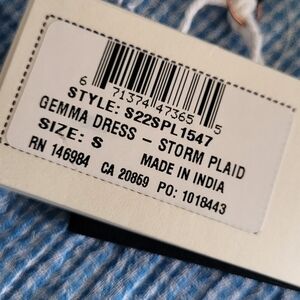 6 71374 47365 5
STYLE: S22SPL1547
GEMMA DRESS – STORM PLAID
SIZE: S MADE IN INDIA
RN 146984 CA 20869 PO: 1018443